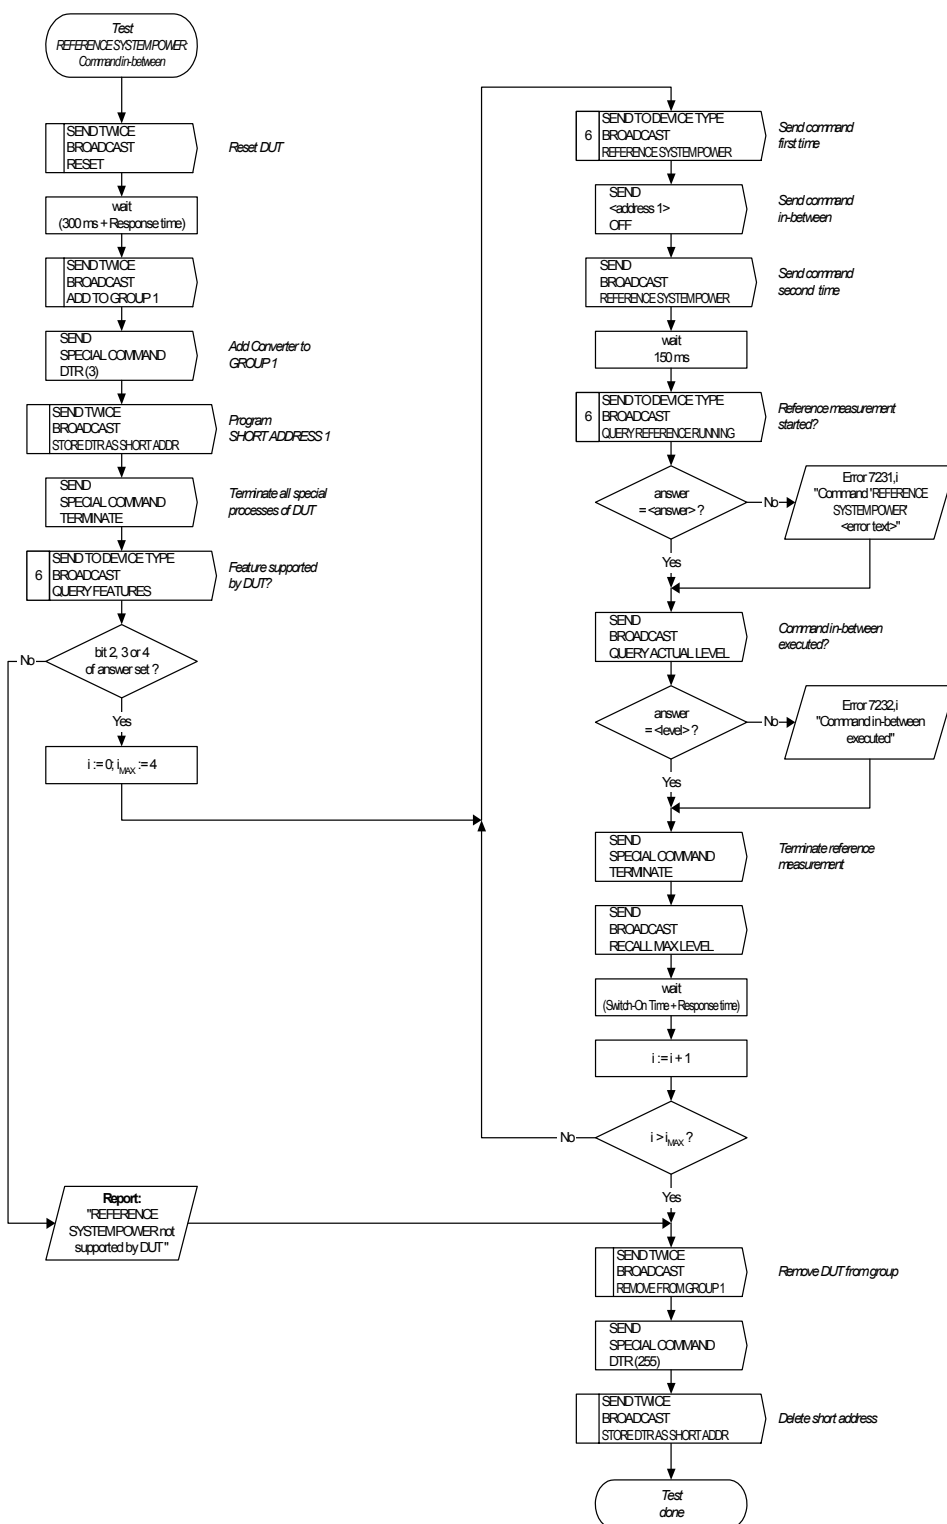 Test
REFERENCE SYSTEM POWER:
Command in-between
SEND TWICE
BROADCAST
RESET
Reset DUT
wait
(300 ms + Response time)
SEND TWICE
BROADCAST
ADD TO GROUP 1
SEND
SPECIAL COMMAND
DTR (3)
Add Converter to
GROUP 1
SEND TWICE
BROADCAST
STORE DTR AS SHORT ADDR
Program
SHORT ADDRESS 1
SEND
SPECIAL COMMAND
TERMINATE
Terminate all special
processes of DUT
6
SEND TO DEVICE TYPE
BROADCAST
QUERY FEATURES
Feature supported
by DUT?
bit 2, 3 or 4
of answer set ?
No
Yes
i := 0; iMAX := 4
Report:
"REFERENCE
SYSTEM POWER not
supported by DUT "
6
SEND TO DEVICE TYPE
BROADCAST
REFERENCE SYSTEM POWER
Send command
first time
SEND
<address 1>
OFF
Send command
in-between
SEND
BROADCAST
REFERENCE SYSTEM POWER
Send command
second time
wait
150 ms
6
SEND TO DEVICE TYPE
BROADCAST
QUERY REFERENCE RUNNING
Reference measurement
started?
answer
= <answer> ?
No
Error 7231,i
"Command 'REFERENCE
SYSTEM POWER'
<error text>"
Yes
SEND
BROADCAST
QUERY ACTUAL LEVEL
Command in-between
executed?
answer
= <level> ?
No
Error 7232,i
"Command in-between
executed"
Yes
SEND
SPECIAL COMMAND
TERMINATE
Terminate reference
measurement
SEND
BROADCAST
RECALL MAX LEVEL
wait
(Switch-On Time + Response time)
i := i + 1
i > iMAX ?
No
Yes
SEND TWICE
BROADCAST
REMOVE FROM GROUP 1
Remove DUT from group
SEND
SPECIAL COMMAND
DTR (255)
SEND TWICE
BROADCAST
STORE DTR AS SHORT ADDR
Delete short address
Test
done